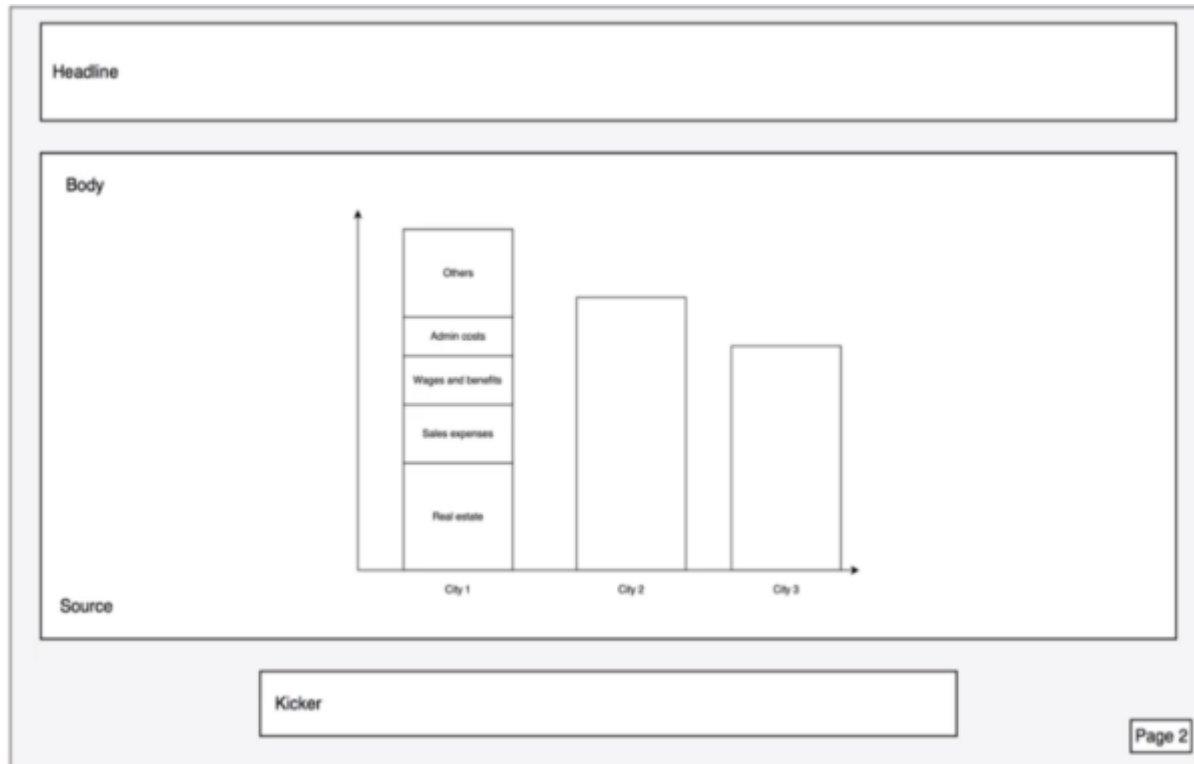 Headline
Body
Others
Admin costs
Wages and benefits
Sales expenses
Real estate
City 1 City 2 City 3
Source
Kicker
Page 2